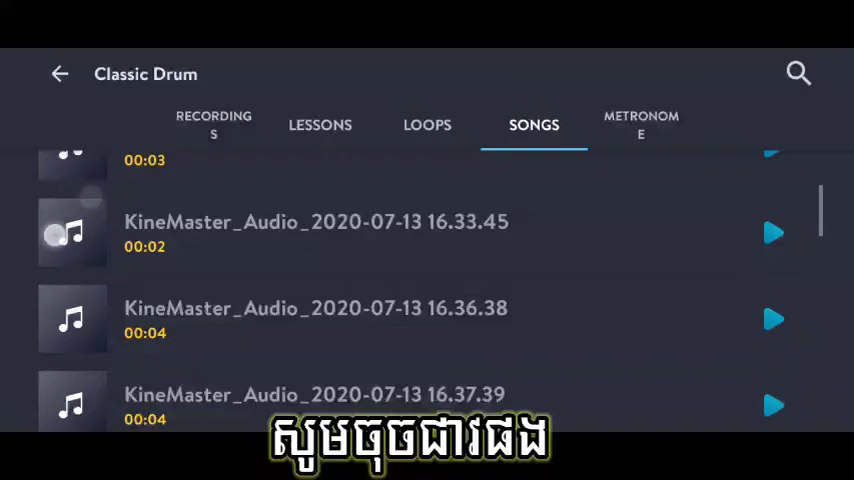 Classic Drum
RECORDING
S
LESSONS
LOOPS
SONGS
METRONOM
E
00:03
KineMaster_Audio_2020-07-13 16.33.45
00:02
KineMaster_Audio_2020-07-13 16.36.38
00:04
KineMaster_Audio_2020-07-13 16.37.39
00:04
សូមចុចជាវផង